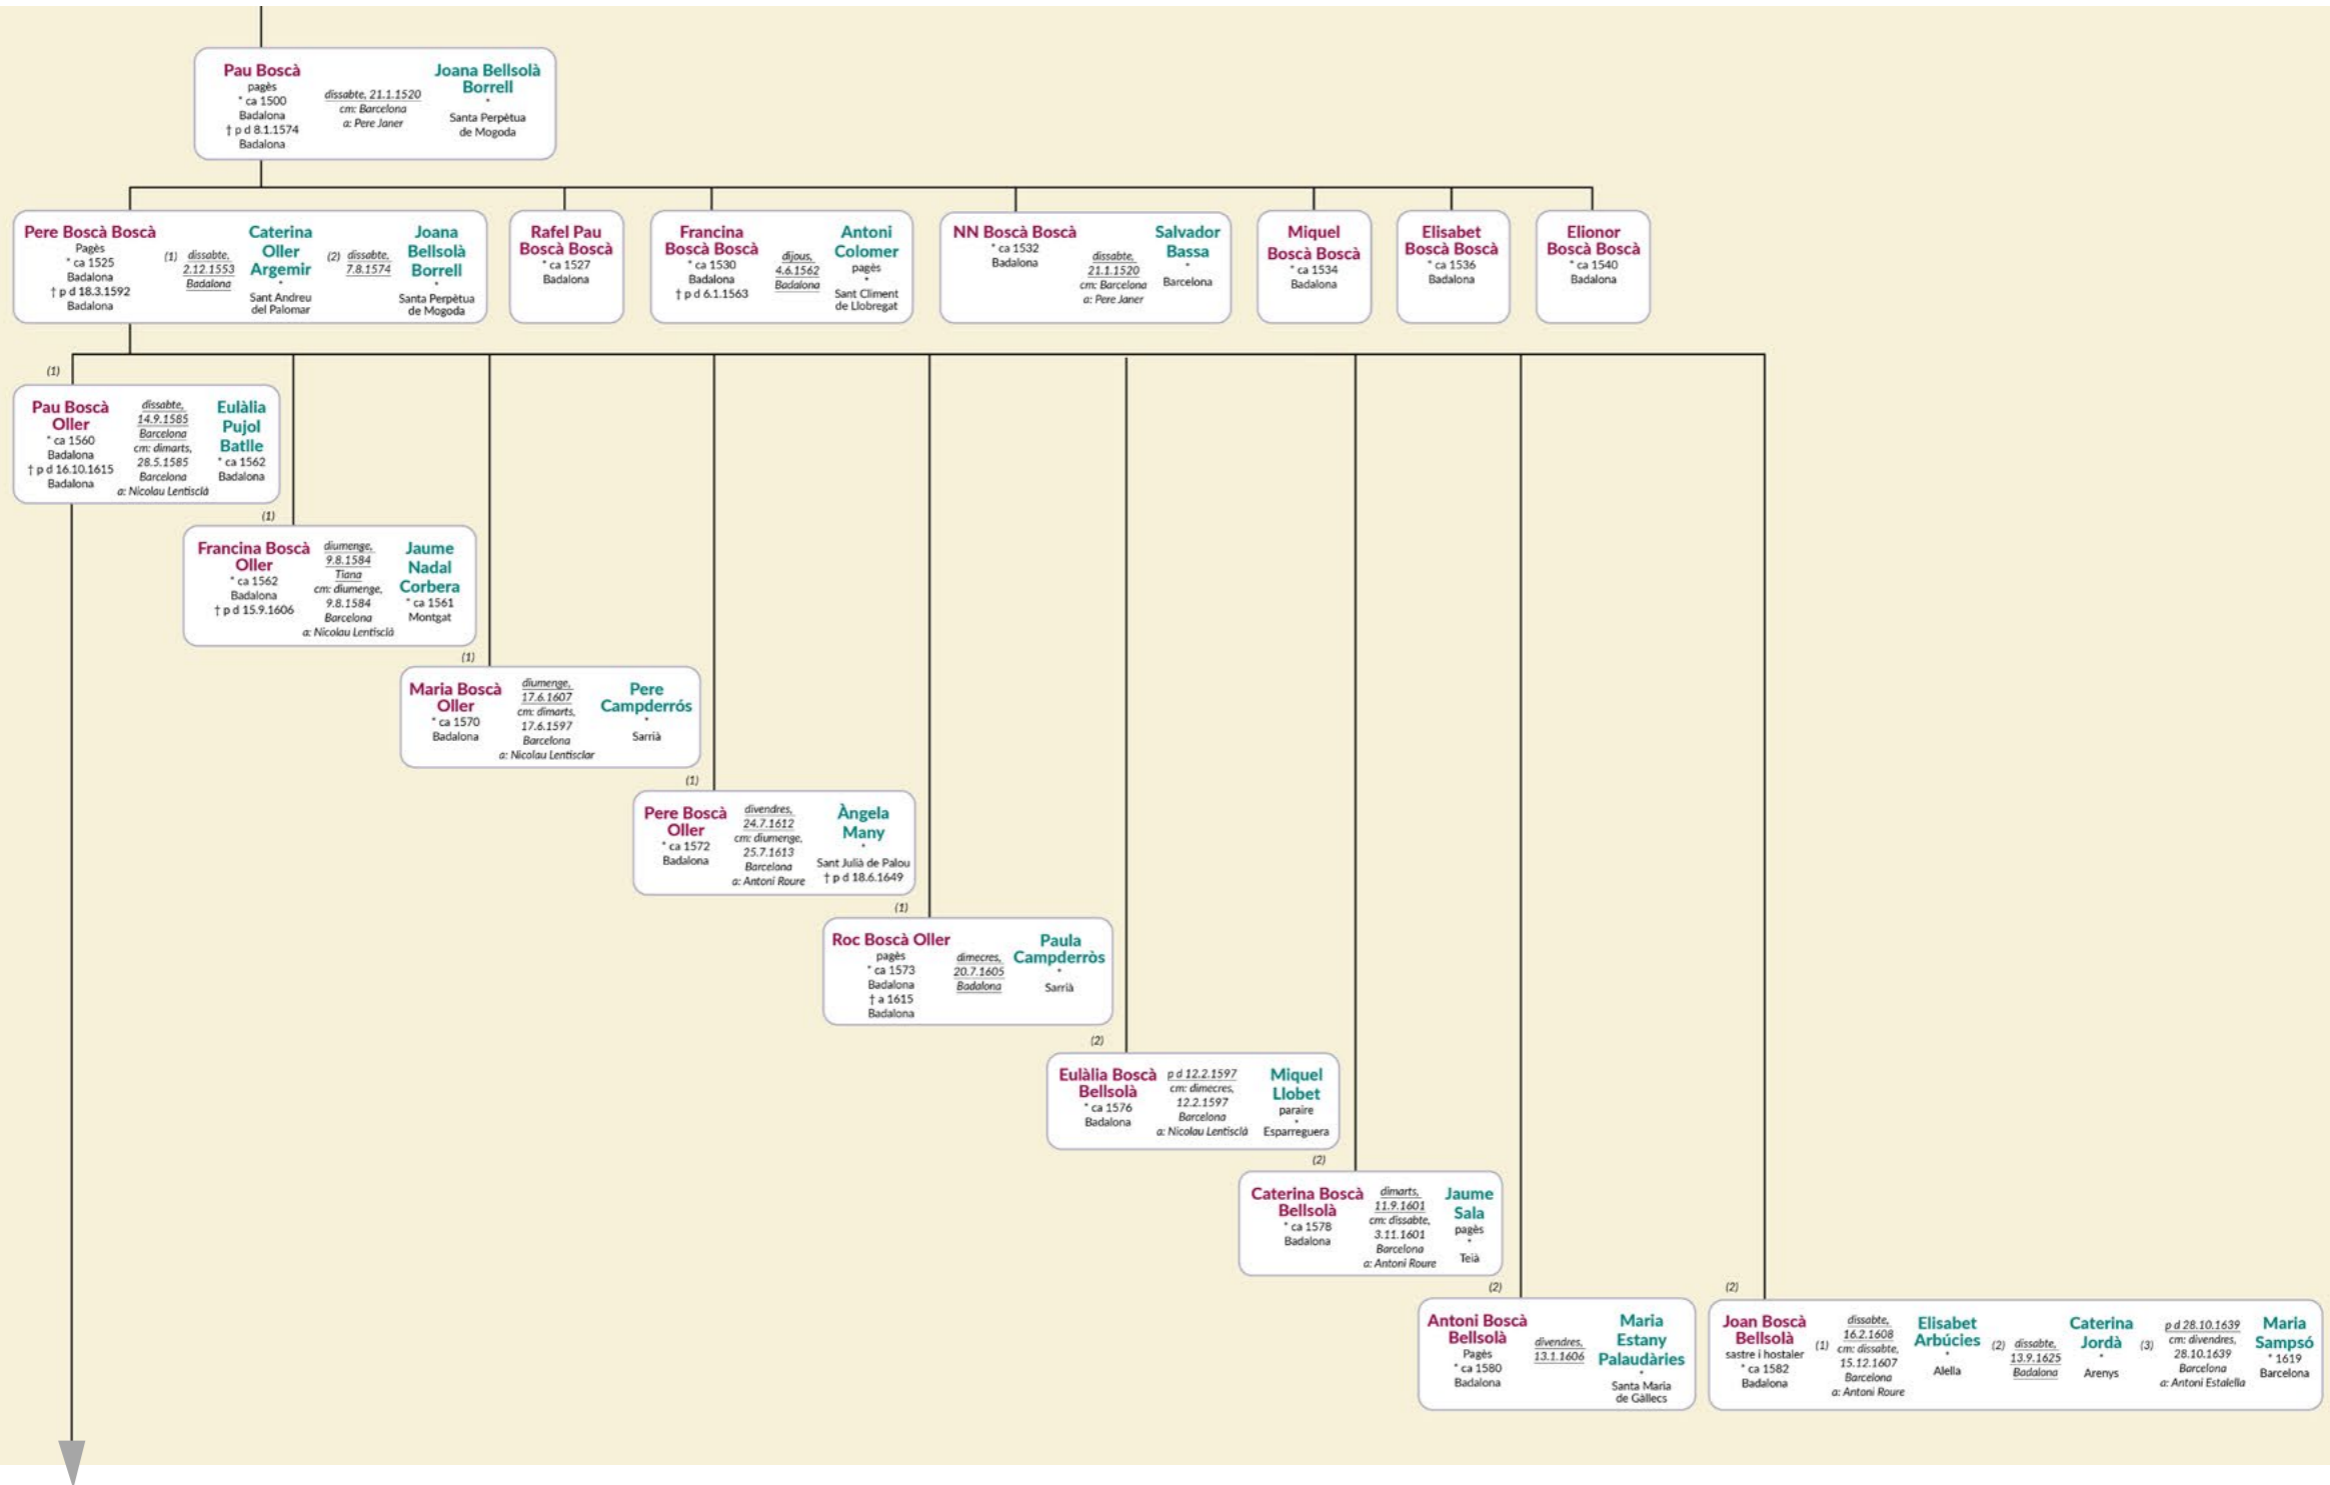 Pau Boscà
pagès
* ca 1500
Badalona
† p d 8.1.1574
Badalona
dissabte, 21.1.1520
cm: Barcelona
a: Pere Janer
Joana Bellsolà
Borrell
*
Santa Perpètua
de Mogoda
Pere Boscà Boscà
Pagès
* ca 1525
Badalona
† p d 18.3.1592
Badalona
(1) dissabte,
2.12.1553
Badalona
Caterina
Oller
Argemir
*
Sant Andreu
del Palomar
(2) dissabte,
7.8.1574
Joana
Bellsolà
Borrell
*
Santa Perpètua
de Mogoda
Rafel Pau
Boscà Boscà
* ca 1527
Badalona
Francina
Boscà Boscà
* ca 1530
Badalona
† p d 6.1.1563
dijous,
4.6.1562
Badalona
Antoni
Colomer
pagès
*
Sant Climent
de Llobregat
NN Boscà Boscà
* ca 1532
Badalona
dissabte,
21.1.1520
cm: Barcelona
a: Pere Janer
Salvador
Bassa
*
Barcelona
Miquel
Boscà Boscà
* ca 1534
Badalona
Elisabet
Boscà Boscà
* ca 1536
Badalona
Elionor
Boscà Boscà
* ca 1540
Badalona
(1)
Pau Boscà
Oller
* ca 1560
Badalona
† p d 16.10.1615
Badalona
dissabte,
14.9.1585
Barcelona
cm: dimarts,
28.5.1585
Barcelona
a: Nicolau Lentisclà
Eulàlia
Pujol
Batlle
* ca 1562
Badalona
(1)
Francina Boscà
Oller
* ca 1562
Badalona
† p d 15.9.1606
diumenge,
9.8.1584
Tiana
cm: diumenge,
9.8.1584
Barcelona
a: Nicolau Lentisclà
Jaume
Nadal
Corbera
* ca 1561
Montgat
(1)
Maria Boscà
Oller
* ca 1570
Badalona
diumenge,
17.6.1607
cm: dimarts,
17.6.1597
Barcelona
a: Nicolau Lentisclar
Pere
Campderrós
*
Sarrià
(1)
Pere Boscà
Oller
* ca 1572
Badalona
divendres,
24.7.1612
cm: diumenge,
25.7.1613
Barcelona
a: Antoni Roure
Àngela
Many
*
Sant Julià de Palou
† p d 18.6.1649
(1)
Roc Boscà Oller
pagès
* ca 1573
Badalona
† a 1615
Badalona
dimecres,
20.7.1605
Badalona
Paula
Campderròs
*
Sarrià
(2)
Eulàlia Boscà
Bellsolà
* ca 1576
Badalona
p d 12.2.1597
cm: dimecres,
12.2.1597
Barcelona
a: Nicolau Lentisclà
Miquel
Llobet
paraire
*
Esparreguera
(2)
Caterina Boscà
Bellsolà
* ca 1578
Badalona
dimarts,
11.9.1601
cm: dissabte,
3.11.1601
Barcelona
a: Antoni Roure
Jaume
Sala
pagès
*
Teià
(2)
Antoni Boscà
Bellsolà
Pagès
* ca 1580
Badalona
divendres,
13.1.1606
Maria
Estany
Palaudàries
*
Santa Maria
de Gàllecs
(2)
Joan Boscà
Bellsolà
sastre i hostaler
* ca 1582
Badalona
(1)
dissabte,
16.2.1608
cm: dissabte,
15.12.1607
Barcelona
a: Antoni Roure
Elisabet
Arbúcies
*
Alella
(2) dissabte,
13.9.1625
Badalona
Caterina
Jordà
*
Arenys
(3)
p d 28.10.1639
cm: divendres,
28.10.1639
Barcelona
a: Antoni Estalella
Maria
Sampsó
* 1619
Barcelona